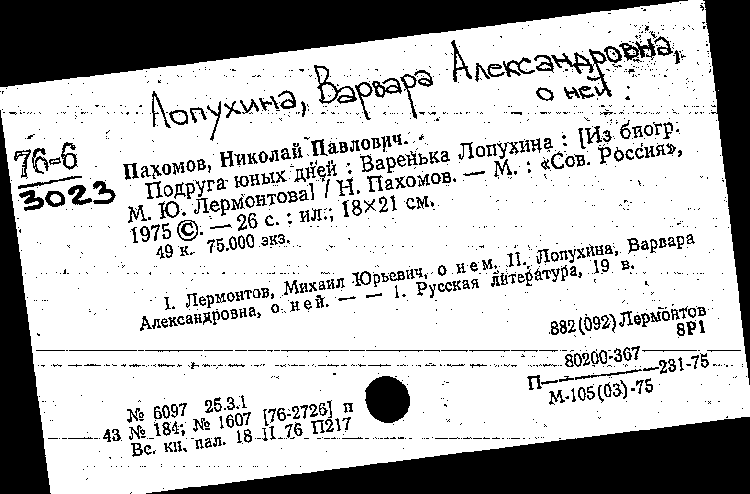 Лопухина, Варвара Александровна,
о ней :
76-6
3023
Пахомов, Николай Павлович.
Подруга юных дней : Варенька Лопухина : [Из биогр.
М. Ю. Лермонтова] / Н. Пахомов. — М. : «Сов. Россия»,
1975 ©. — 26 с. : ил.; 18×21 см.
49 к. 75.000 экз.
I. Лермонтов, Михаил Юрьевич, о нем. II. Лопухина, Варвара
Александровна, о ней. — — 1. Русская литература, 19 в.
882(092)Лермонтов
8Р1
80200-367
П————231-75
М-105(03)-75
№ 6097 25.3.1
43 № 184; № 1607 [76-2726] п
Вс. кн. пал. 18 II 76 П217